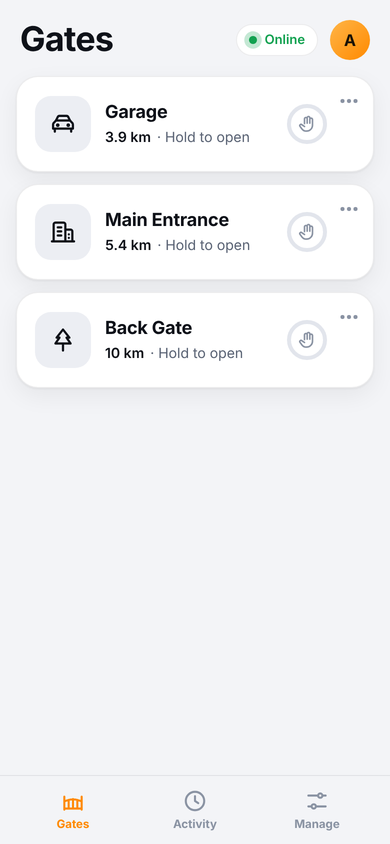 Gates
Online
A
Garage
3.9 km · Hold to open
Main Entrance
5.4 km · Hold to open
Back Gate
10 km · Hold to open
Gates
Activity
Manage